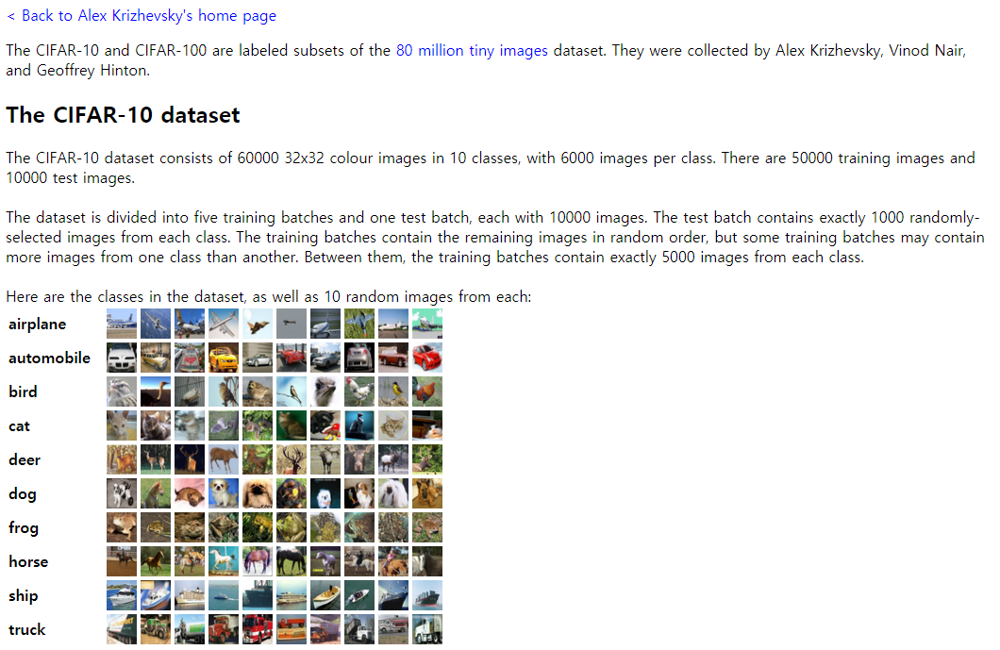 < Back to Alex Krizhevsky's home page
The CIFAR-10 and CIFAR-100 are labeled subsets of the 80 million tiny images dataset. They were collected by Alex Krizhevsky, Vinod Nair,
and Geoffrey Hinton.
The CIFAR-10 dataset
The CIFAR-10 dataset consists of 60000 32x32 colour images in 10 classes, with 6000 images per class. There are 50000 training images and
10000 test images.
The dataset is divided into five training batches and one test batch, each with 10000 images. The test batch contains exactly 1000 randomly-
selected images from each class. The training batches contain the remaining images in random order, but some training batches may contain
more images from one class than another. Between them, the training batches contain exactly 5000 images from each class.
Here are the classes in the dataset, as well as 10 random images from each:
airplane
automobile
bird
cat
deer
dog
frog
horse
ship
truck